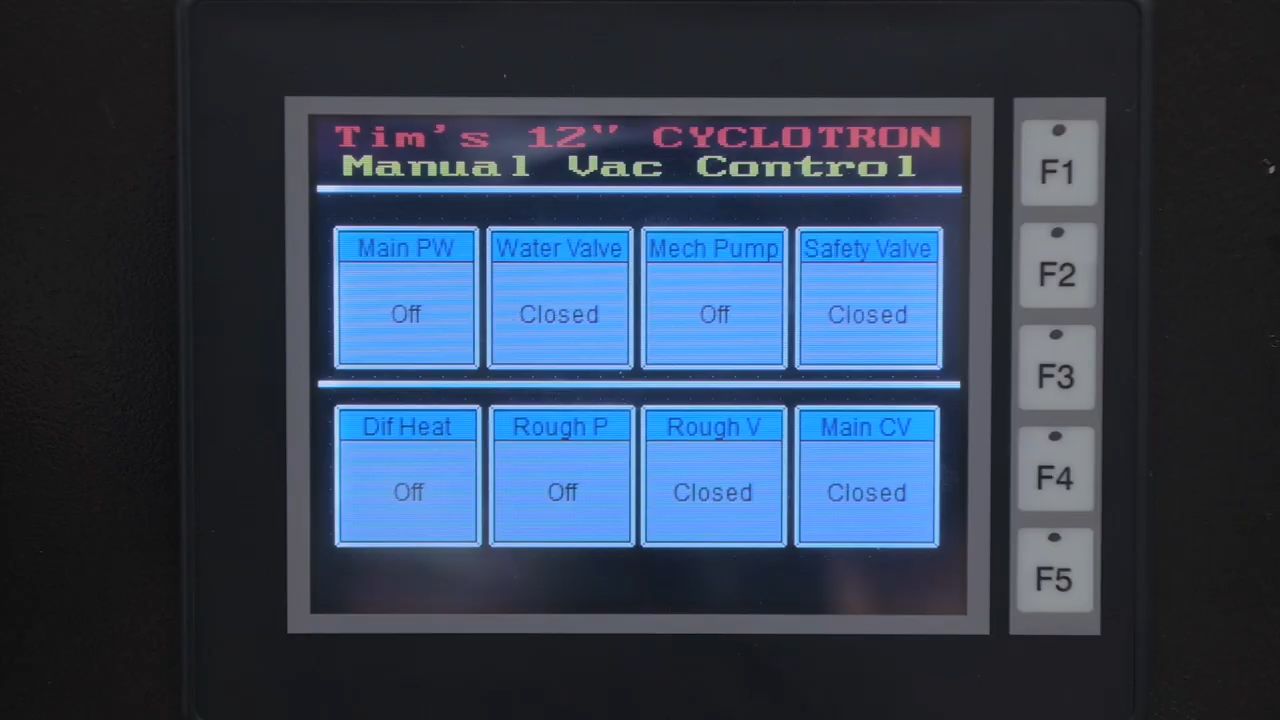 Tim's 12" CYCLOTRON
Manual Vac Control
Main PW Water Valve Mech Pump Safety Valve
Off Closed Off Closed
Dif Heat Rough P Rough V Main CV
Off Off Closed Closed
F1
F2
F3
F4
F5